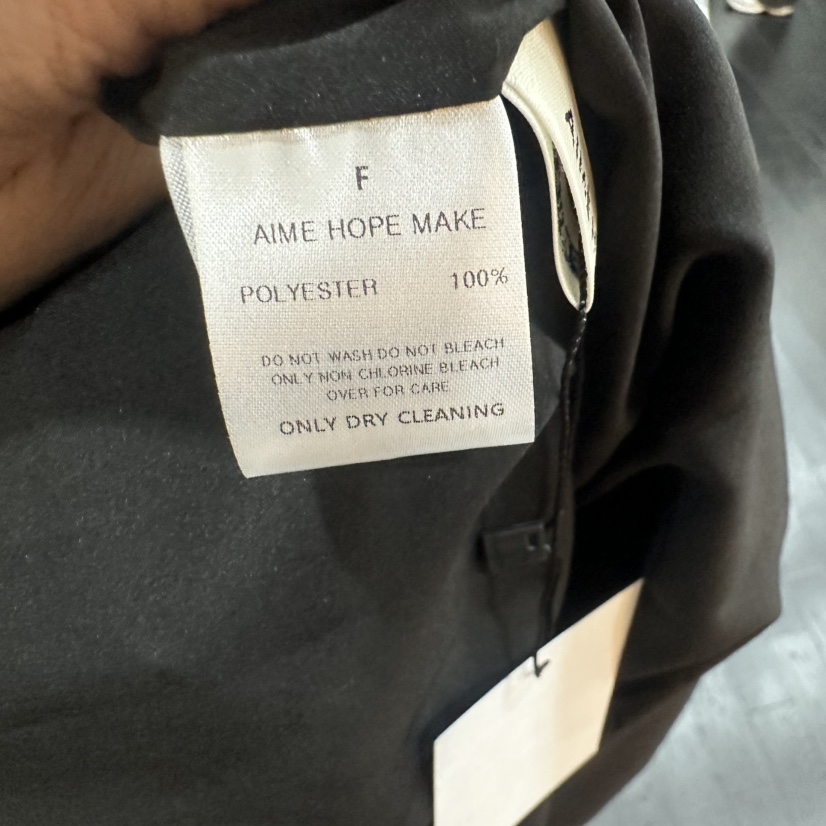 F
AIME HOPE MAKE
POLYESTER 100%
DO NOT WASH DO NOT BLEACH
ONLY NON CHLORINE BLEACH
OVER FOR CARE
ONLY DRY CLEANING